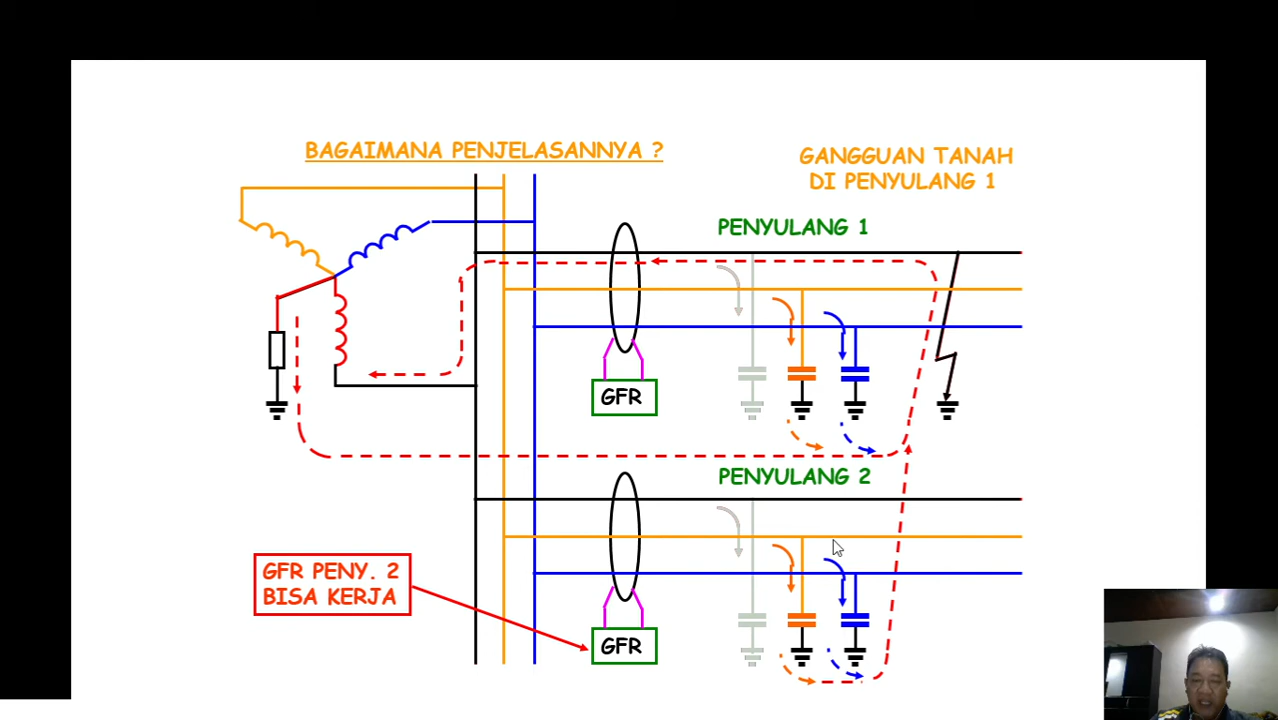 BAGAIMANA PENJELASANNYA ?
GANGGUAN TANAH
DI PENYULANG 1
PENYULANG 1
GFR
PENYULANG 2
GFR PENY. 2
BISA KERJA
GFR